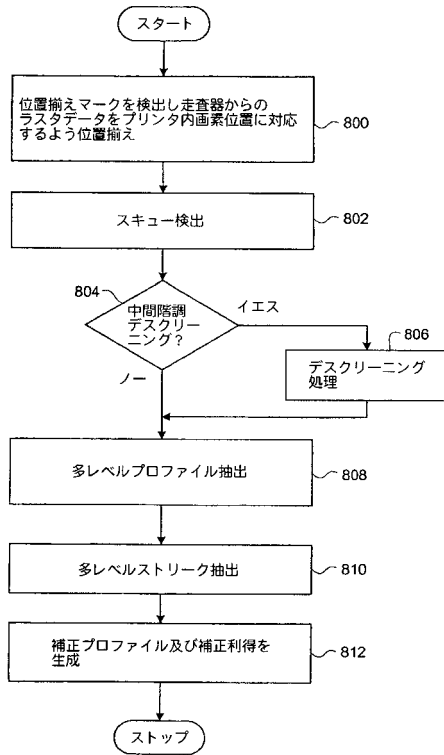 スタート
位置揃えマークを検出し走査器からの
ラスタデータをプリンタ内画素位置に対応
するよう位置揃え
800
スキュー検出
802
804
中間階調
デスクリー
ニング?
イエス
806
デスクリーニング
処理
ノー
多レベルプロファイル抽出
808
多レベルストリーク抽出
810
補正プロファイル及び補正利得を
生成
812
ストップ